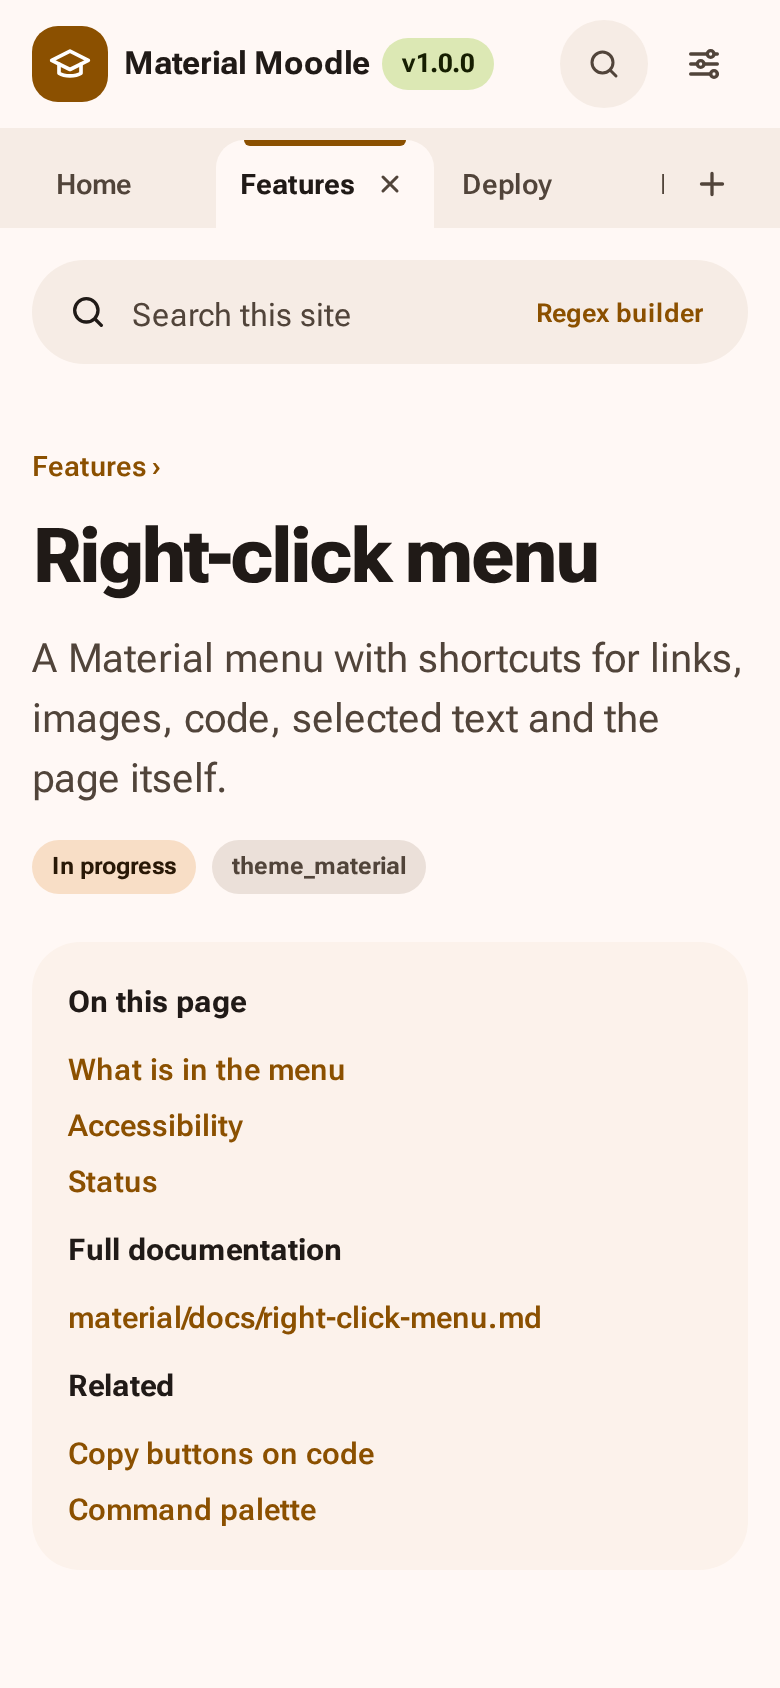 Material Moodle v1.0.0
Home Features Deploy
Search this site Regex builder
Features ›
Right-click menu
A Material menu with shortcuts for links,
images, code, selected text and the
page itself.
In progress theme_material
On this page
What is in the menu
Accessibility
Status
Full documentation
material/docs/right-click-menu.md
Related
Copy buttons on code
Command palette